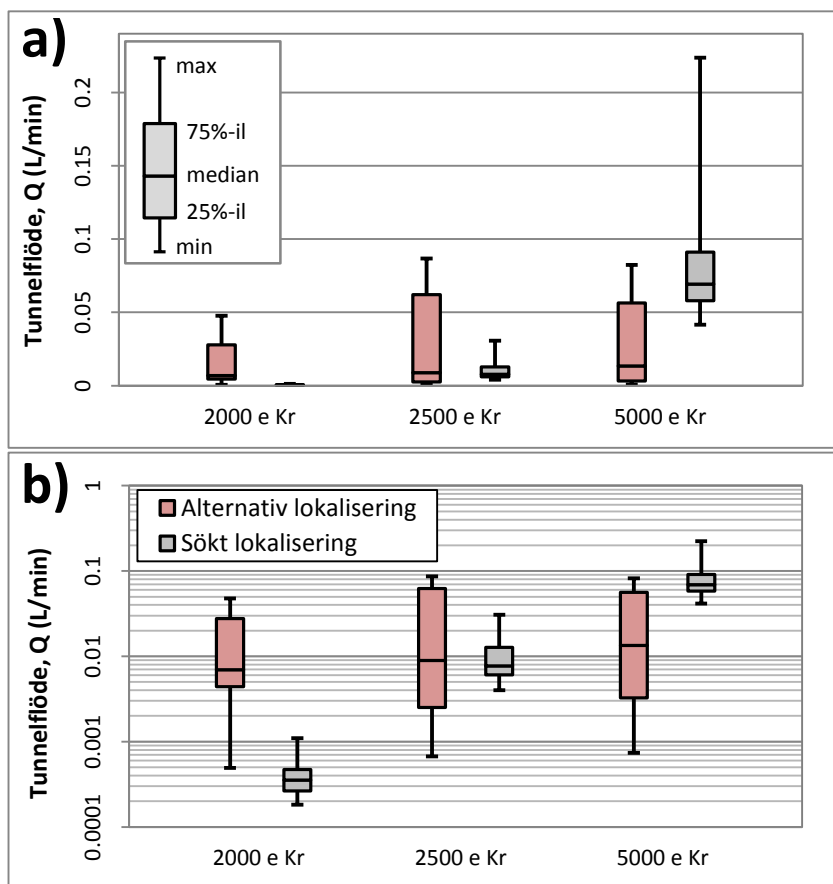 a)
max
75%-il
median
25%-il
min
Tunnelflöde, Q (L/min)
0.2
0.15
0.1
0.05
0
2000 e Kr
2500 e Kr
5000 e Kr
b)
Alternativ lokalisering
Sökt lokalisering
Tunnelflöde, Q (L/min)
1
0.1
0.01
0.001
0.0001
2000 e Kr
2500 e Kr
5000 e Kr